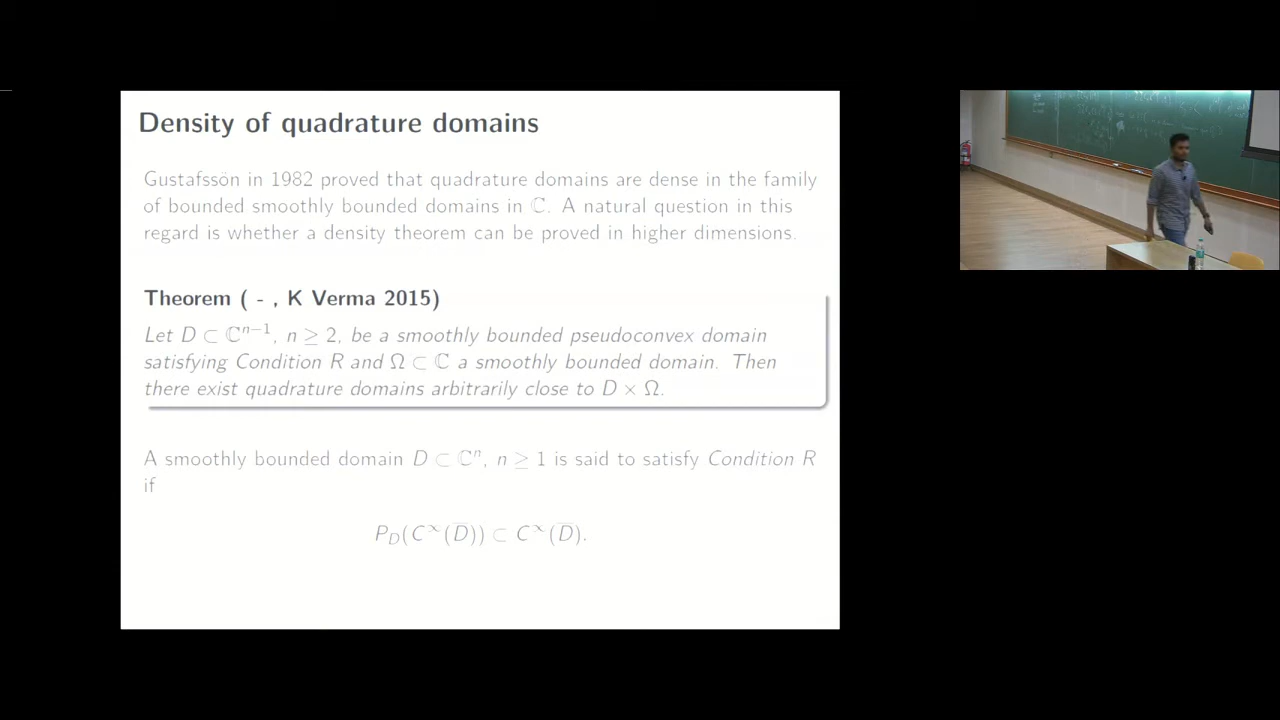 Density of quadrature domains
Gustafssön in 1982 proved that quadrature domains are dense in the family
of bounded smoothly bounded domains in ℂ. A natural question in this
regard is whether a density theorem can be proved in higher dimensions.
Theorem ( - , K Verma 2015)
Let D ⊂ ℂⁿ⁻¹, n ≥ 2, be a smoothly bounded pseudoconvex domain
satisfying Condition R and Ω ⊂ ℂ a smoothly bounded domain. Then
there exist quadrature domains arbitrarily close to D × Ω.
A smoothly bounded domain D ⊂ ℂⁿ, n ≥ 1 is said to satisfy Condition R
if
P_D(C^∞(D̅)) ⊂ C^∞(D̅).